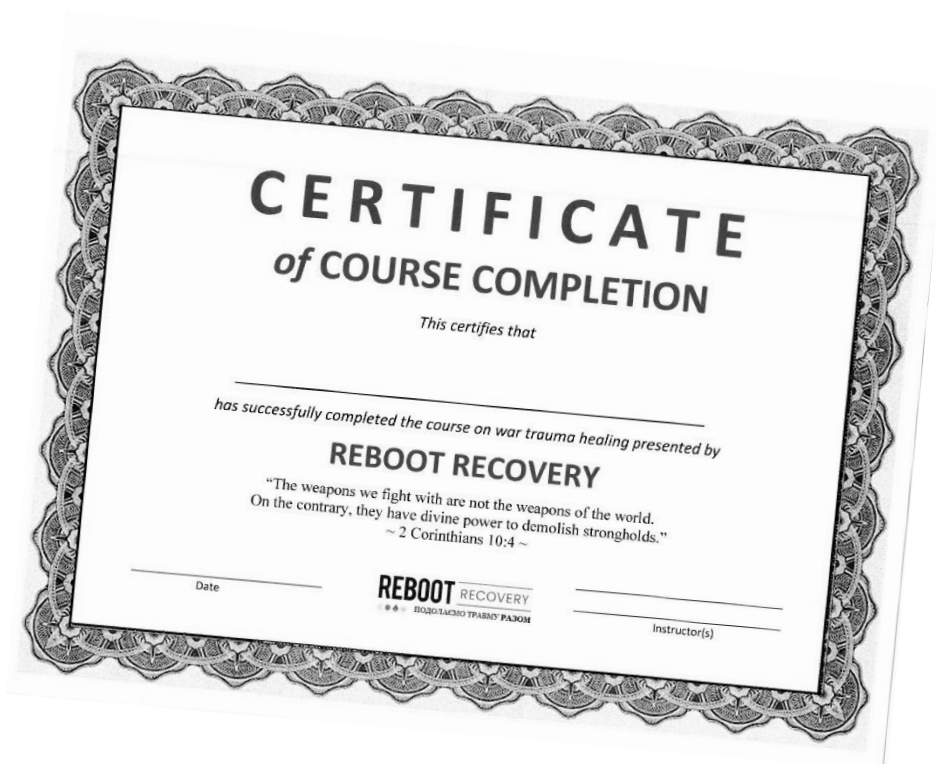 CERTIFICATE
of COURSE COMPLETION
This certifies that
has successfully completed the course on war trauma healing presented by
REBOOT RECOVERY
“The weapons we fight with are not the weapons of the world.
On the contrary, they have divine power to demolish strongholds.”
~ 2 Corinthians 10:4 ~
Date
REBOOT RECOVERY
ПОДОЛАЄМО ТРАВМУ РАЗОМ
Instructor(s)